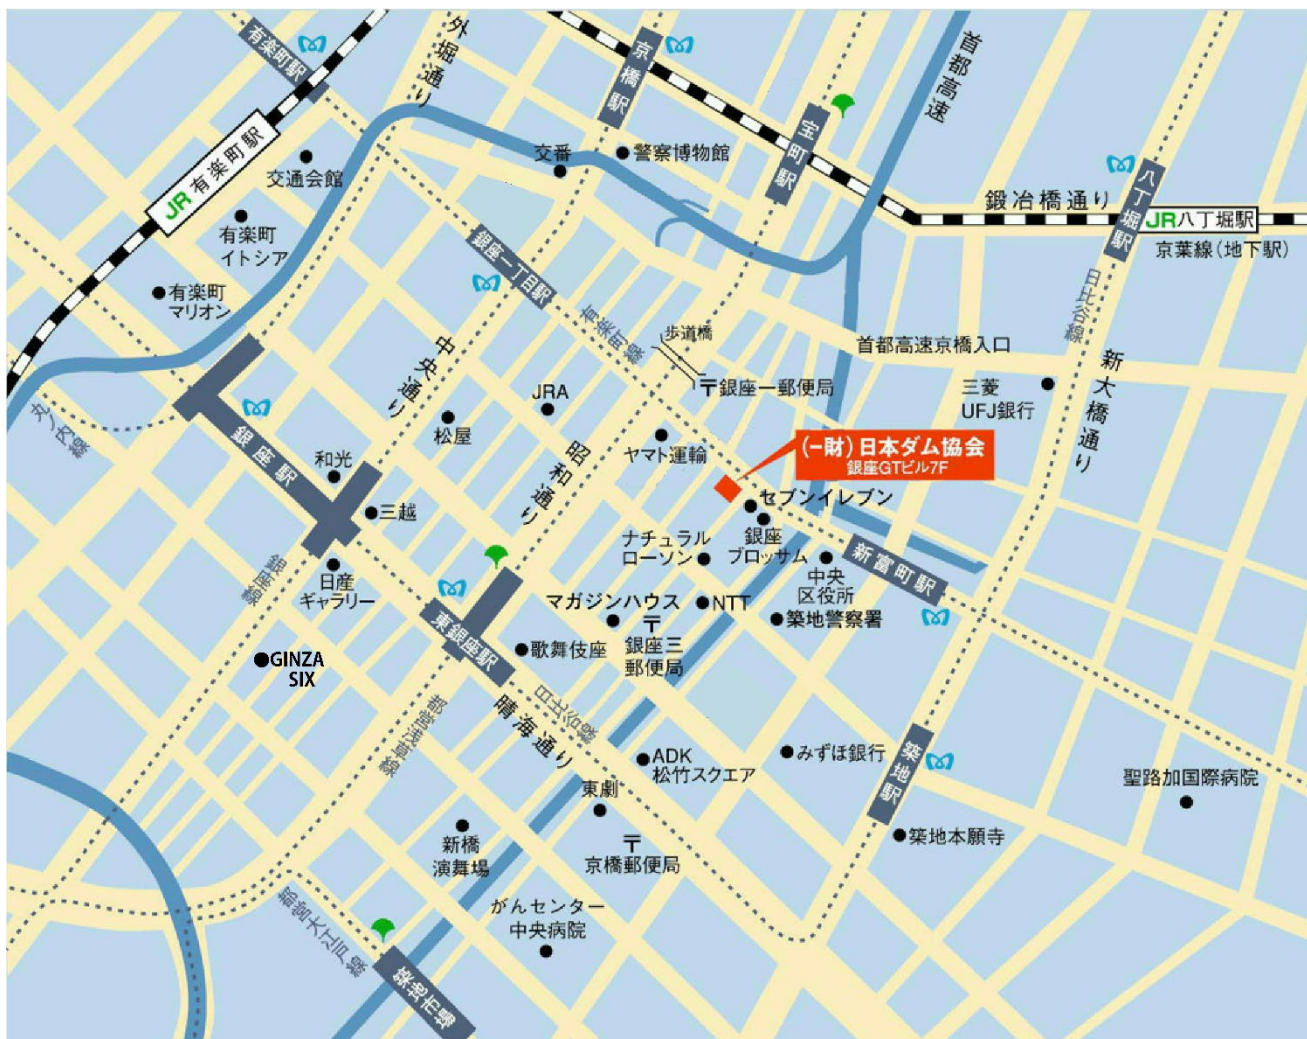 有楽町駅
外堀通り
京橋駅
首都高速
JR 有楽町駅
交通会館
交番
警察博物館
宝町駅
八丁堀駅
鍛冶橋通り
JR八丁堀駅
京葉線（地下駅）
有楽町
イトシア
有楽町
マリオン
銀座一丁目駅
有楽町線
歩道橋
日比谷線
首都高速京橋入口
新大橋通り
中央通り
〒銀座一郵便局
三菱
UFJ銀行
丸ノ内線
JRA
松屋
昭和通り
ヤマト運輸
(一財) 日本ダム協会
銀座GTビル7F
銀座駅
和光
三越
セブンイレブン
銀座
ブロッサム
ナチュラル
ローソン
新富町駅
中央
区役所
銀座線
日産
ギャラリー
東銀座駅
マガジンハウス
NTT
築地警察署
〒
銀座三
郵便局
歌舞伎座
GINZA
SIX
都営浅草線
晴海通り
日比谷線
ADK
松竹スクエア
みずほ銀行
築地駅
聖路加国際病院
東劇
新橋
演舞場
〒
京橋郵便局
築地本願寺
都営大江戸線
がんセンター
中央病院
築地市場